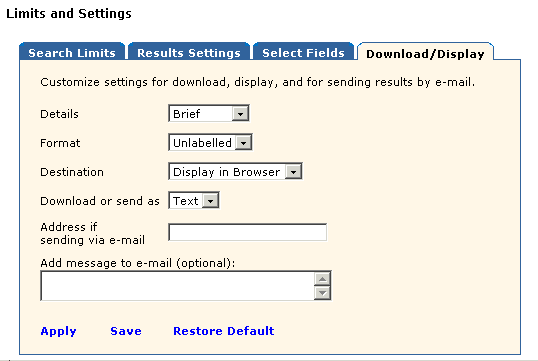 Limits and Settings
Search Limits Results Settings Select Fields Download/Display
Customize settings for download, display, and for sending results by e-mail.
Details Brief
Format Unlabelled
Destination Display in Browser
Download or send as Text
Address if
sending via e-mail
Add message to e-mail (optional):
Apply Save Restore Default